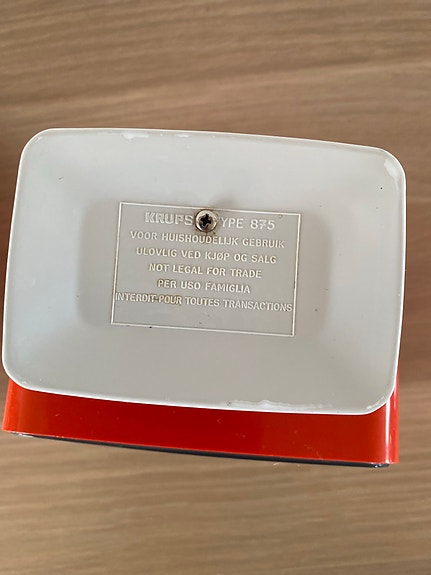 KRUPS TYPE 875
VOOR HUISHOUDELIJK GEBRUIK
ULOVLIG VED KJØP OG SALG
NOT LEGAL FOR TRADE
PER USO FAMIGLIA
INTERDIT POUR TOUTES TRANSACTIONS